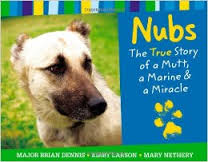 Nubs
The True Story
of a Mutt,
a Marine &
a Miracle
MAJOR BRIAN DENNIS • KIRBY LARSON • MARY NETHERY